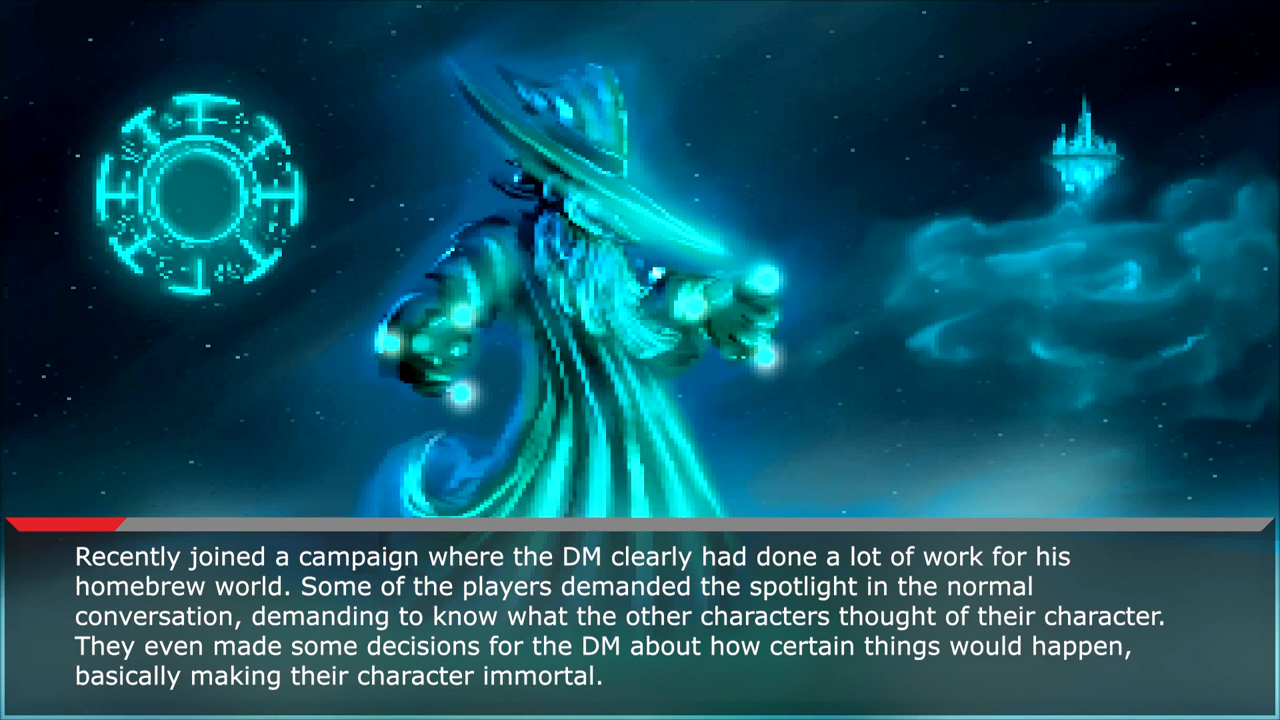 Recently joined a campaign where the DM clearly had done a lot of work for his
homebrew world. Some of the players demanded the spotlight in the normal
conversation, demanding to know what the other characters thought of their character.
They even made some decisions for the DM about how certain things would happen,
basically making their character immortal.